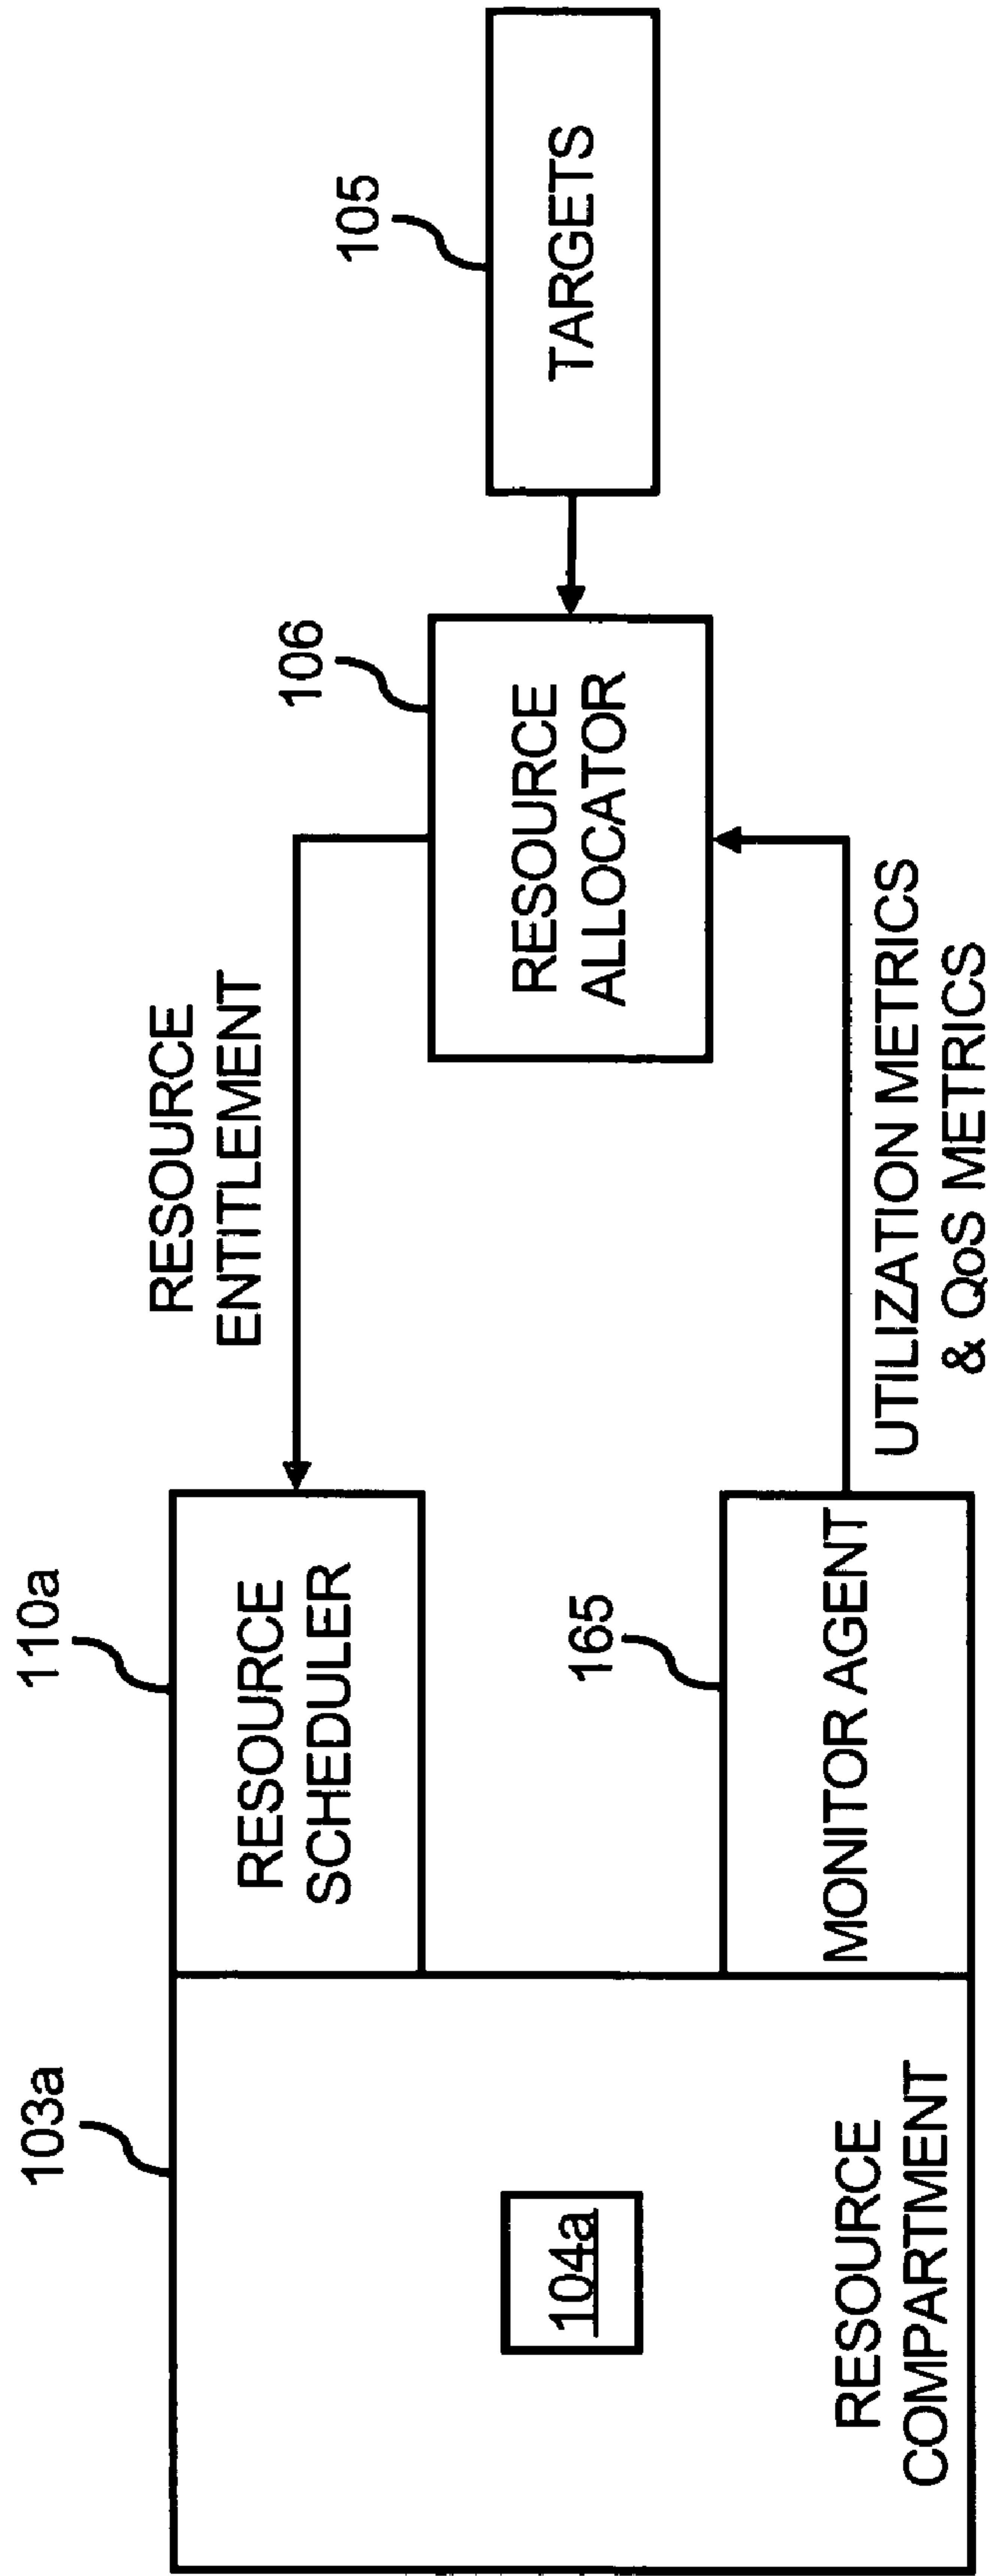 103a
110a
RESOURCE
SCHEDULER
RESOURCE
ENTITLEMENT
106
RESOURCE
ALLOCATOR
105
TARGETS
104a
RESOURCE
COMPARTMENT
165
MONITOR AGENT
UTILIZATION METRICS
& QoS METRICS